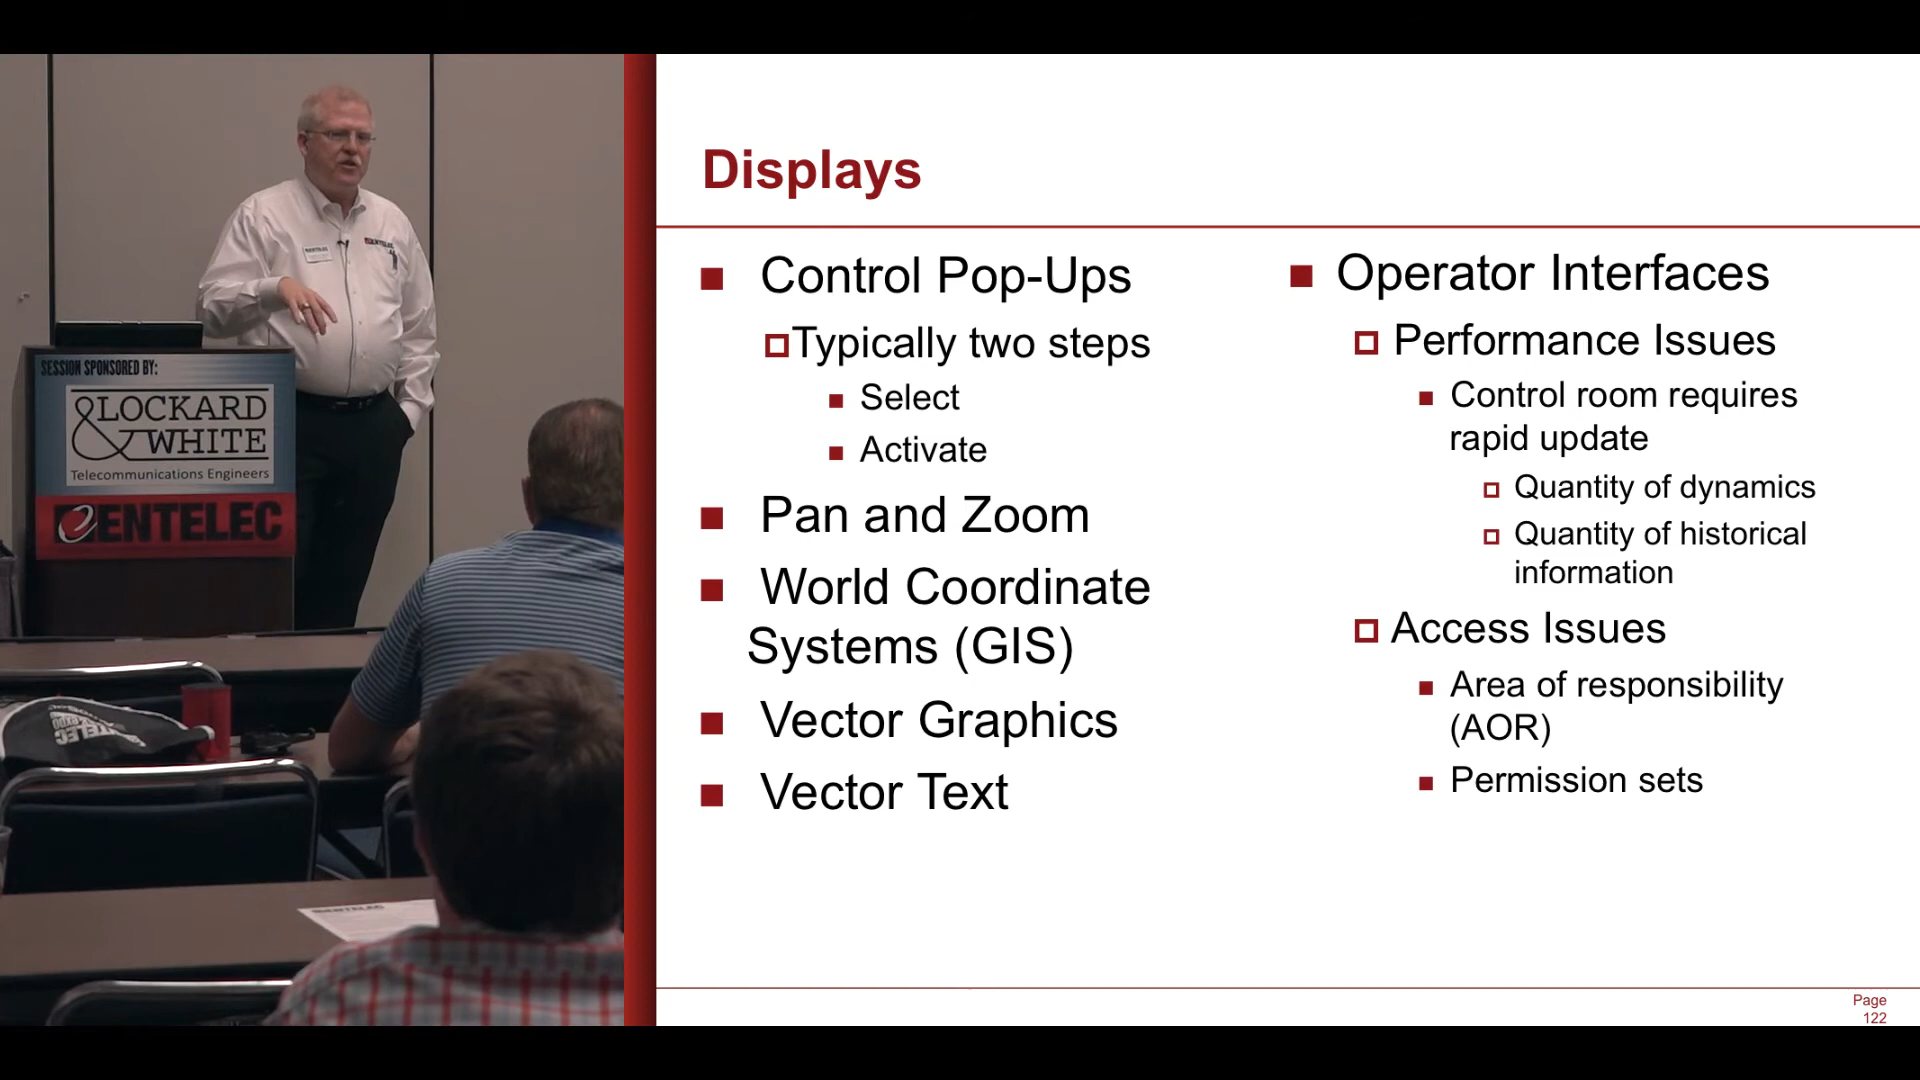 SESSION SPONSORED BY:
&LOCKARD
WHITE
Telecommunications Engineers
ENTELEC
Displays
Control Pop-Ups
Typically two steps
Select
Activate
Pan and Zoom
World Coordinate
Systems (GIS)
Vector Graphics
Vector Text
Operator Interfaces
Performance Issues
Control room requires
rapid update
Quantity of dynamics
Quantity of historical
information
Access Issues
Area of responsibility
(AOR)
Permission sets
Page
122